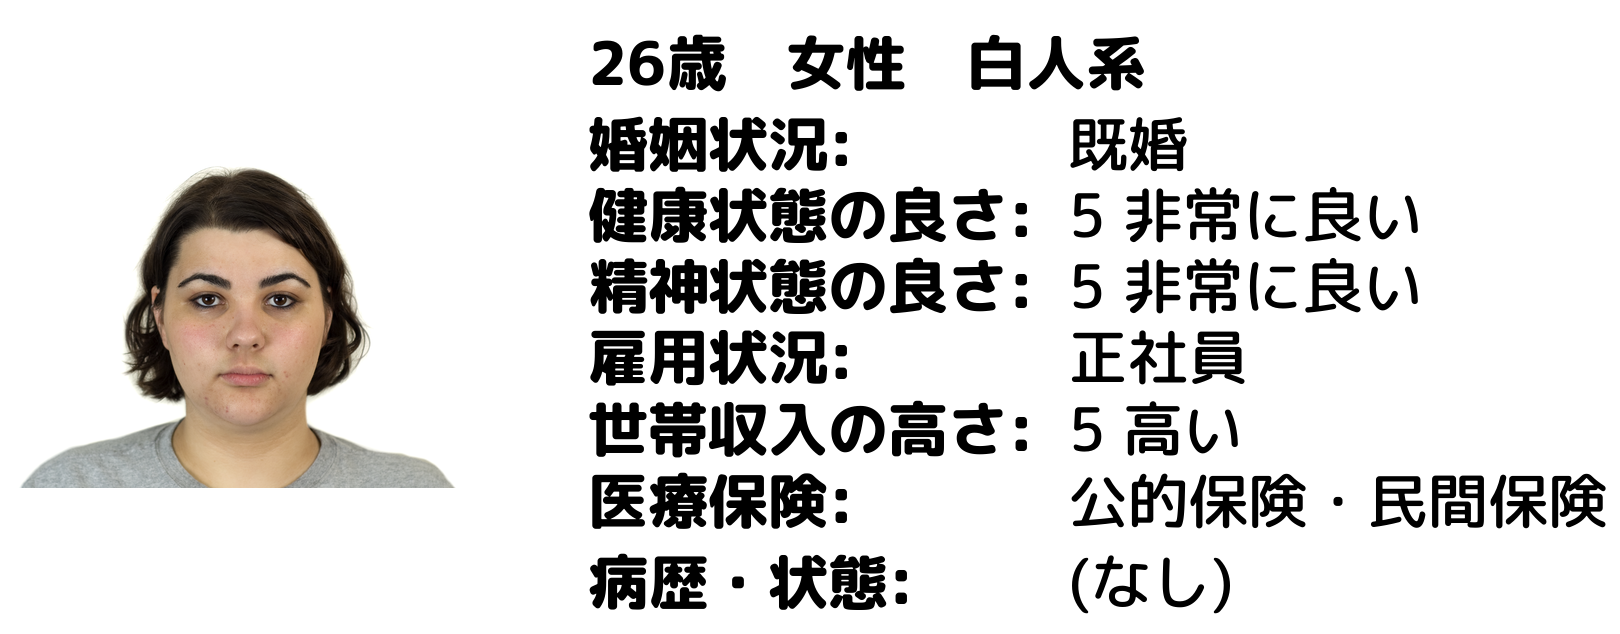 26歳　女性　白人系
婚姻状況: 既婚
健康状態の良さ: 5 非常に良い
精神状態の良さ: 5 非常に良い
雇用状況: 正社員
世帯収入の高さ: 5 高い
医療保険: 公的保険・民間保険
病歴・状態: (なし)